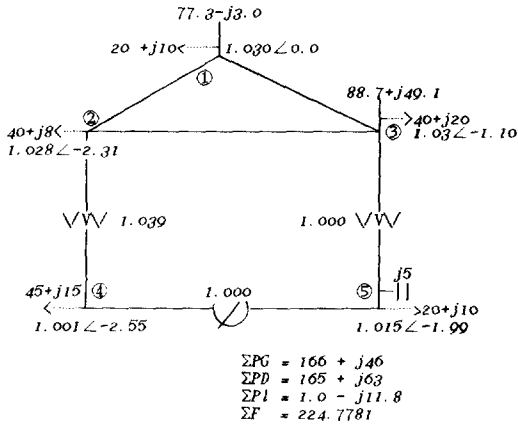 77.3-j3.0
20 +j10<
1.030∠0.0
①
88.7+j49.1
②
40+j8<
>40+j20
③
1.03∠-1.10
1.028∠-2.31
1.039
1.000
j5
45+j15
④
1.000
⑤
>20+j10
1.001∠-2.55
1.015∠-1.99
ΣPG = 166 + j46
ΣPD = 165 + j63
ΣPl = 1.0 - j11.8
ΣF = 224.7781